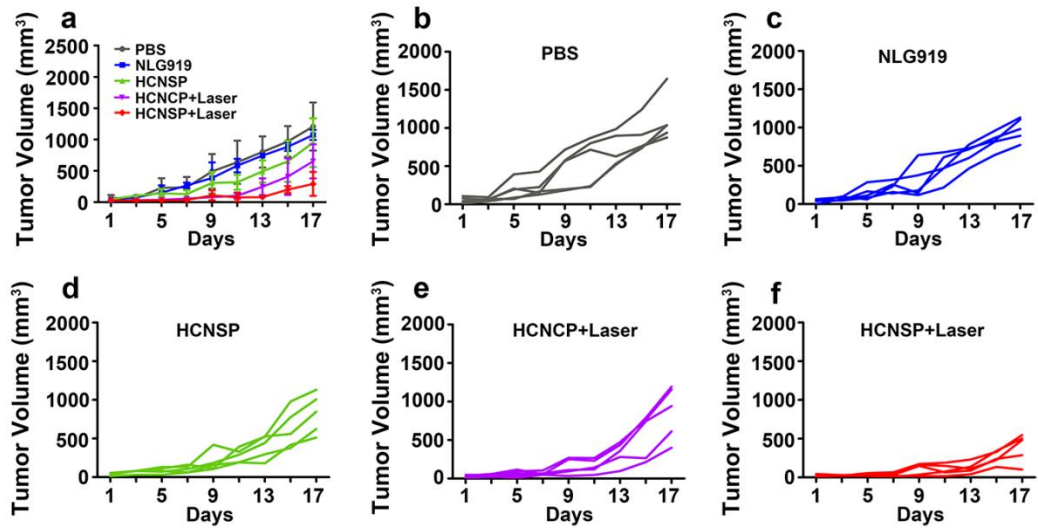 a
Tumor Volume (mm³)
2500
2000
1500
1000
500
0
PBS
NLG919
HCNSP
HCNCP+Laser
HCNSP+Laser
1 5 9 13 17
Days
b
Tumor Volume (mm³)
2000
1500
1000
500
0
PBS
1 5 9 13 17
Days
c
Tumor Volume (mm³)
2000
1500
1000
500
0
NLG919
1 5 9 13 17
Days
d
Tumor Volume (mm³)
2000
1500
1000
500
0
HCNSP
1 5 9 13 17
Days
e
Tumor Volume (mm³)
2000
1500
1000
500
0
HCNCP+Laser
1 5 9 13 17
Days
f
Tumor Volume (mm³)
2000
1500
1000
500
0
HCNSP+Laser
1 5 9 13 17
Days